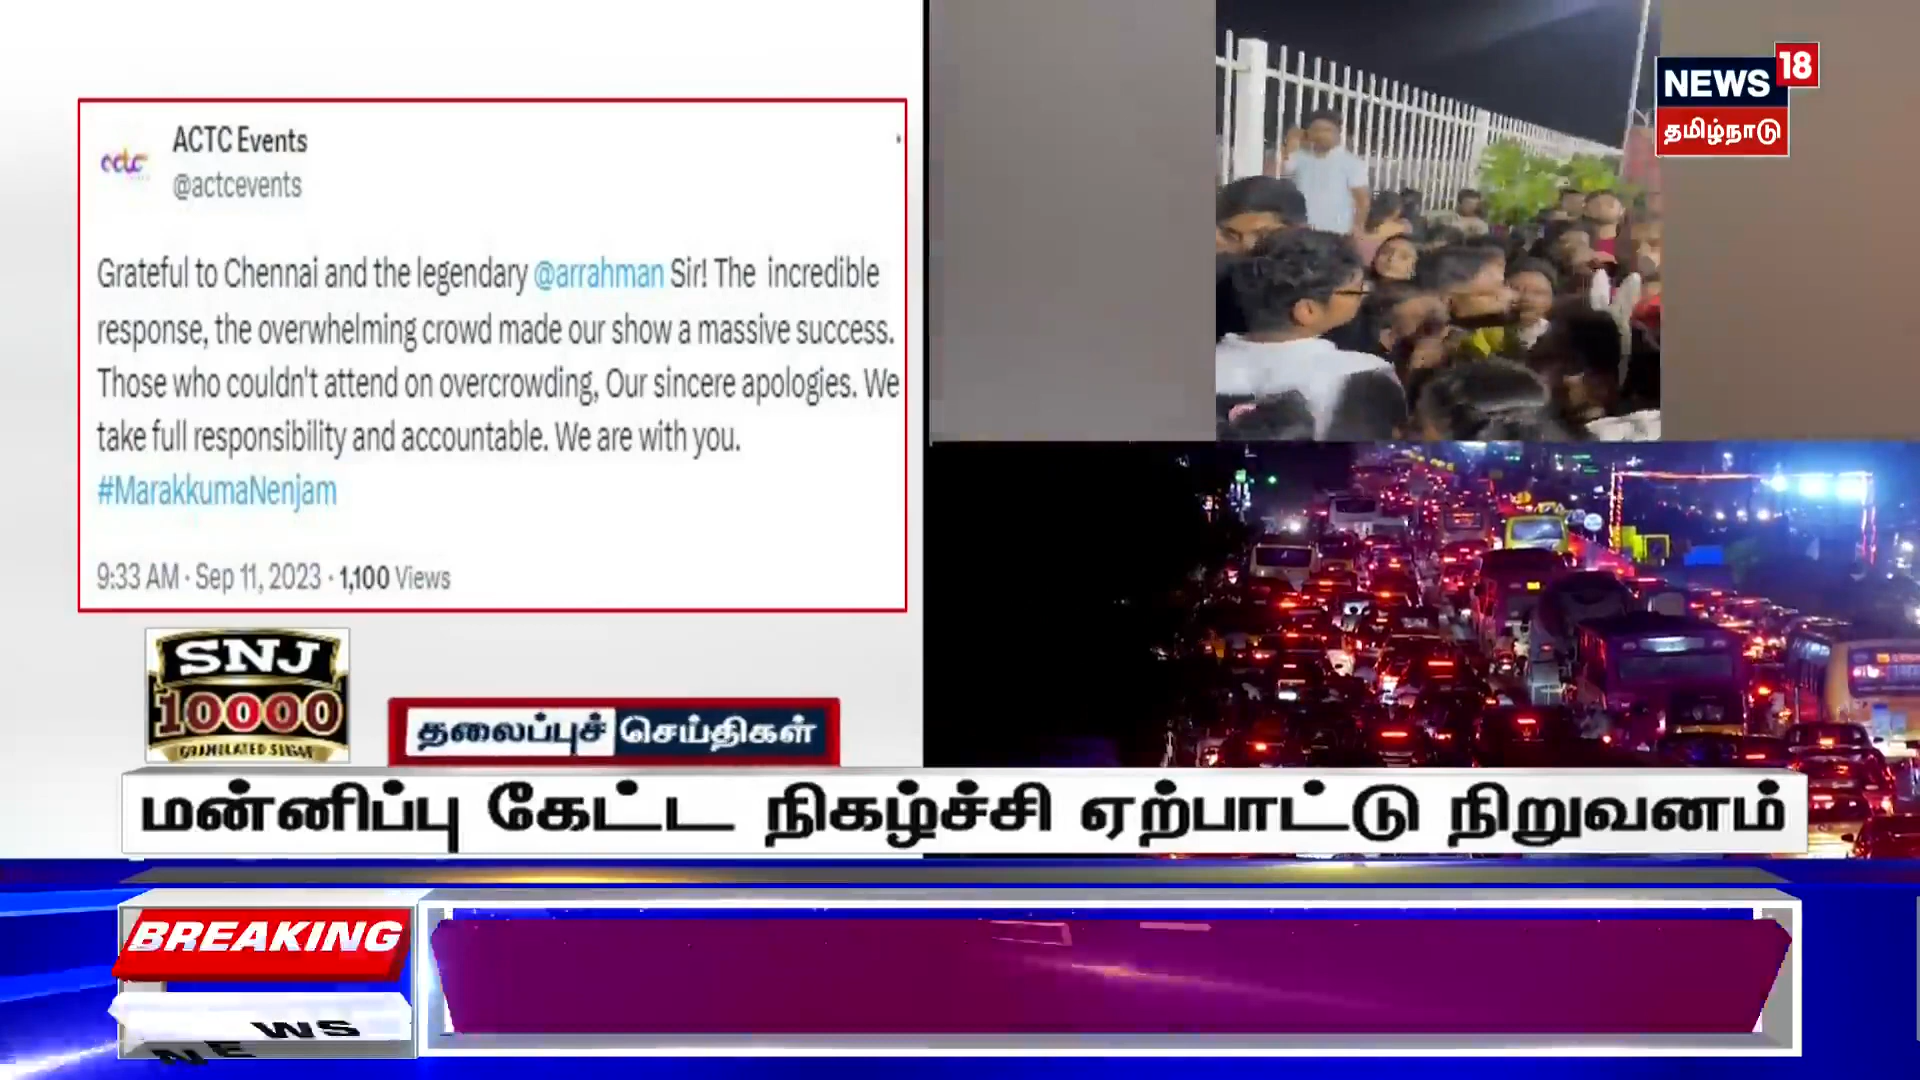 ACTC Events
@actcevents
Grateful to Chennai and the legendary @arrahman Sir! The incredible
response, the overwhelming crowd made our show a massive success.
Those who couldn't attend on overcrowding, Our sincere apologies. We
take full responsibility and accountable. We are with you.
#MarakkumaNenjam
9:33 AM · Sep 11, 2023 · 1,100 Views
NEWS 18
தமிழ்நாடு
SNJ
10000
GRANULATED SUGAR
தலைப்புச் செய்திகள்
மன்னிப்பு கேட்ட நிகழ்ச்சி ஏற்பாட்டு நிறுவனம்
BREAKING
NEWS